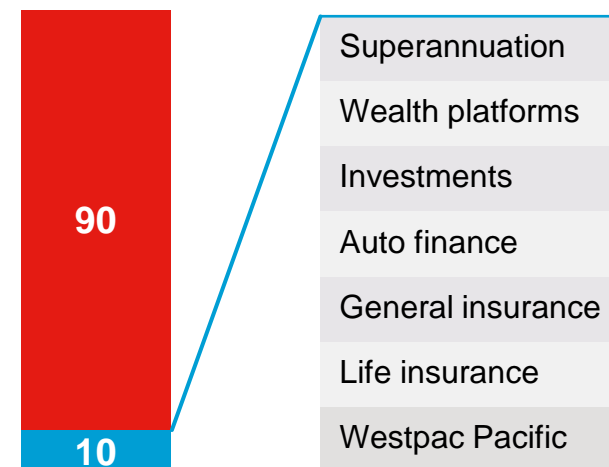 90
10
Superannuation
Wealth platforms
Investments
Auto finance
General insurance
Life insurance
Westpac Pacific